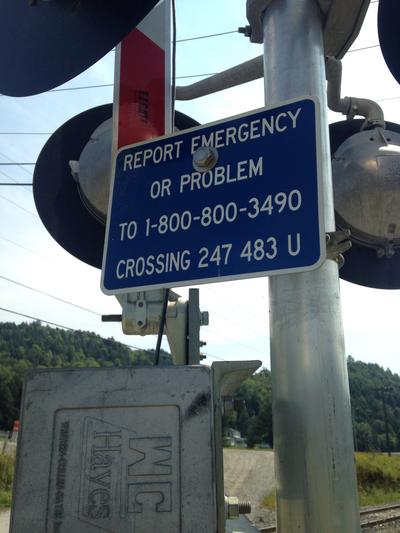 REPORT EMERGENCY
OR PROBLEM
TO 1-800-800-3490
CROSSING 247 483 U
WC
Hayes